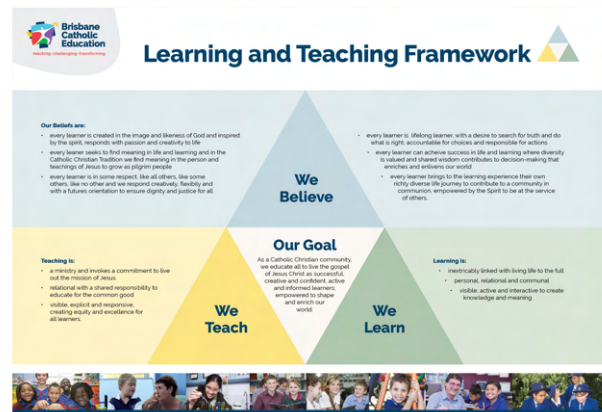 Brisbane
Catholic
Education
teaching•challenging•transforming
Learning and Teaching Framework
Our Beliefs are:
• every learner is created in the image and likeness of God and inspired
by the spirit, responds with passion and creativity to life
• every leaner seeks to find meaning in life and learning and in the
Catholic Christian Tradition we find meaning in the person and
teachings of Jesus to grow as pilgrim people
• every learner is in some respect, like all others, like some
others, like no other and we respond creatively, flexibily and
with a futures orientation to ensure dignity and justice for all
• every learner is lifelong learner, with a desire to search for truth and do
what is right; accountable for choices and responsible for actions
• every learner can achieve success in life and learning where diversity
is valued and shared wisdom contributes to decision-making that
enriches and enlivens our world
• every learner brings to the learning experience their own
richly diverse life journey to contribute to a community in
communion, empowered by the Spirit to be at the service
of others.
We
Believe
Teaching is:
• a ministry and invokes a commitment to live
out the mission of Jesus
• relational with a shared responsibility to
educate for the common good
• visible, explicit and responsive,
creating equity and excellence for
all learners.
We
Teach
Our Goal
As a Catholic Christian community,
we educate all to live the gospel
of Jesus Christ as successful,
creative and confident, active
and informed learners;
empowered to shape
and enrich our
world.
We
Learn
Learning is:
• inextricably linked with living life to the full
• personal, relational and communal
• visible, active and interactive to create
knowledge and meaning